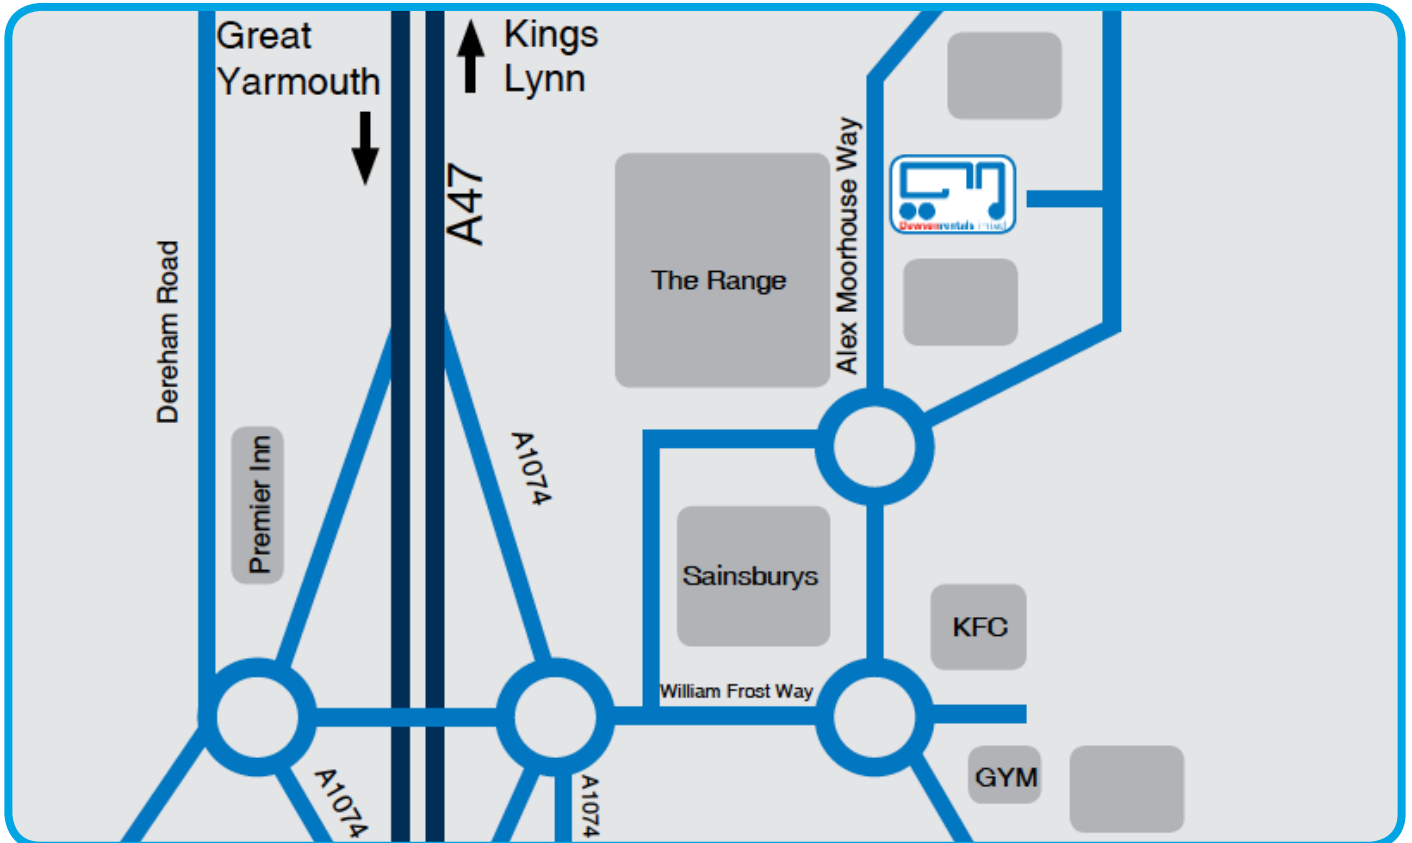 Great
Yarmouth
Kings
Lynn
A47
Dereham Road
Alex Moorhouse Way
Dawsonrentals
The Range
A1074
Premier Inn
Sainsburys
KFC
William Frost Way
GYM
A1074
A1074